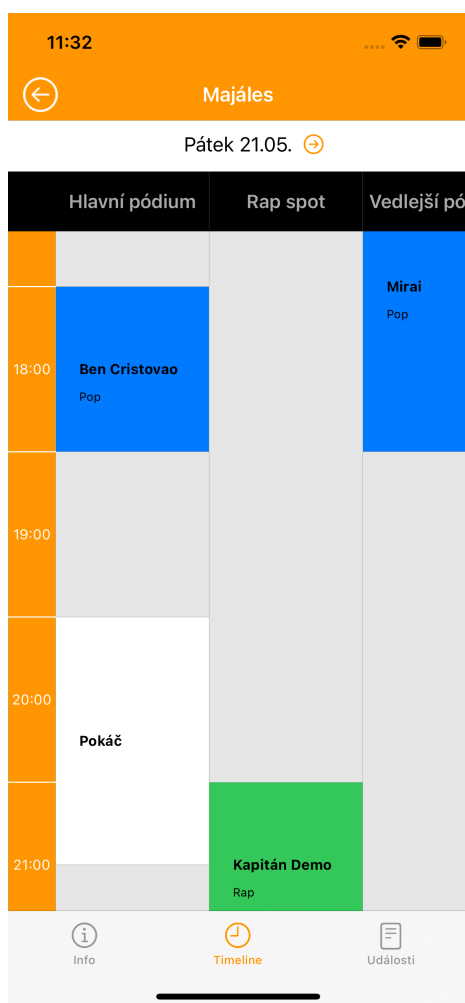 11:32
Majáles
Pátek 21.05.
Hlavní pódium Rap spot Vedlejší pó
Mirai
Pop
18:00 Ben Cristovao
Pop
19:00
20:00
Pokáč
21:00 Kapitán Demo
Rap
Info Timeline Události